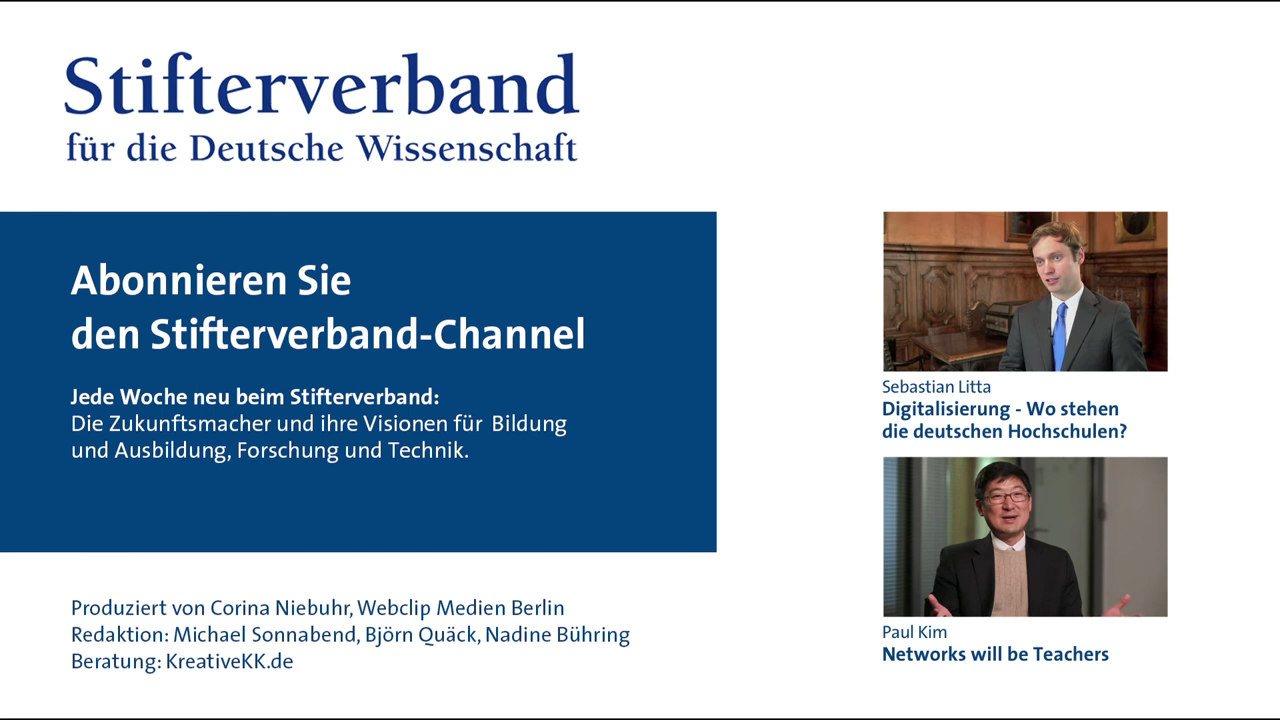 Stifterverband
für die Deutsche Wissenschaft
Abonnieren Sie
den Stifterverband-Channel
Jede Woche neu beim Stifterverband:
Die Zukunftsmacher und ihre Visionen für Bildung
und Ausbildung, Forschung und Technik.
Sebastian Litta
Digitalisierung - Wo stehen
die deutschen Hochschulen?
Paul Kim
Networks will be Teachers
Produziert von Corina Niebuhr, Webclip Medien Berlin
Redaktion: Michael Sonnabend, Björn Quäck, Nadine Bühring
Beratung: KreativeKK.de